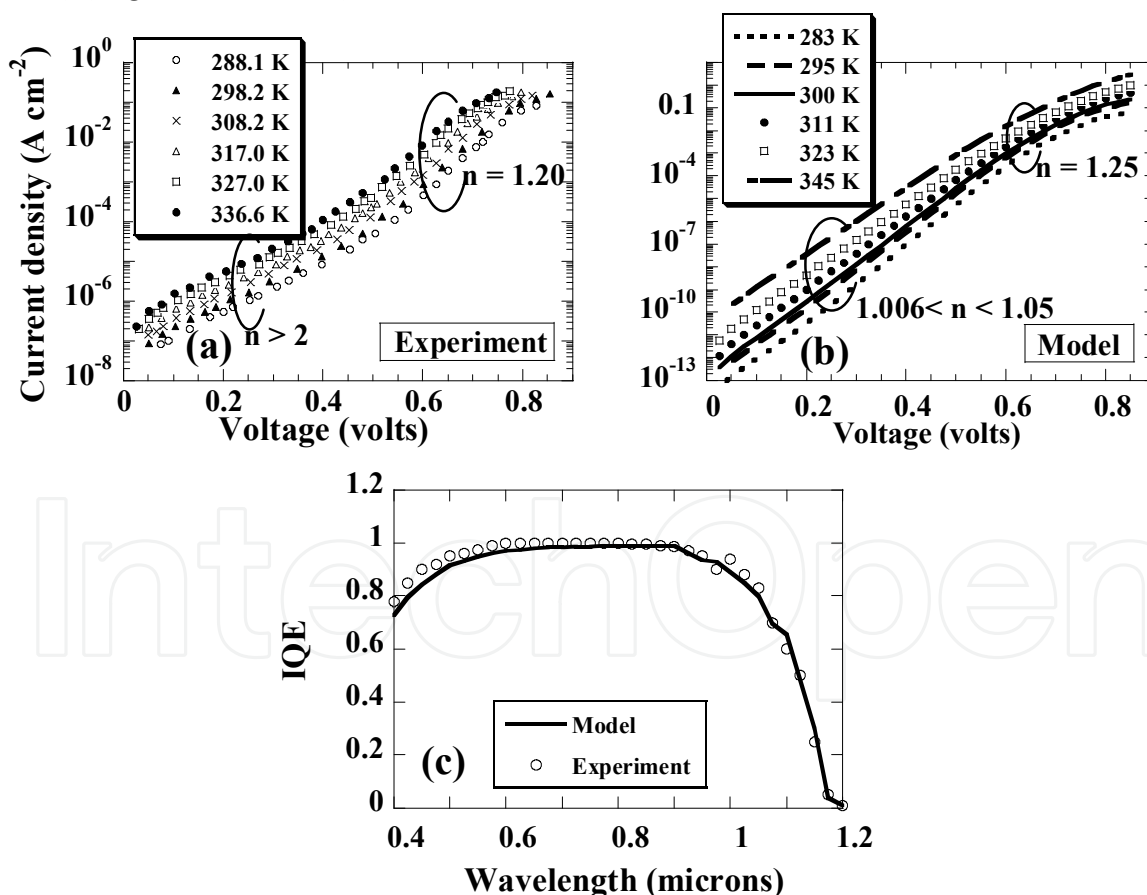 Current density (A cm⁻²)
10⁰
10⁻²
10⁻⁴
10⁻⁶
10⁻⁸
288.1 K
298.2 K
308.2 K
317.0 K
327.0 K
336.6 K
n = 1.20
n > 2
(a)
Experiment
0 0.2 0.4 0.6 0.8
Voltage (volts)
283 K
295 K
300 K
311 K
323 K
345 K
0.1
10⁻⁴
10⁻⁷
10⁻¹⁰
10⁻¹³
n = 1.25
1.006< n < 1.05
(b)
Model
0 0.2 0.4 0.6 0.8
Voltage (volts)
IQE
1.2
1
0.8
0.6
0.4
0.2
0
(c)
Model
Experiment
0.4 0.6 0.8 1 1.2
Wavelength (microns)
IntechOpen